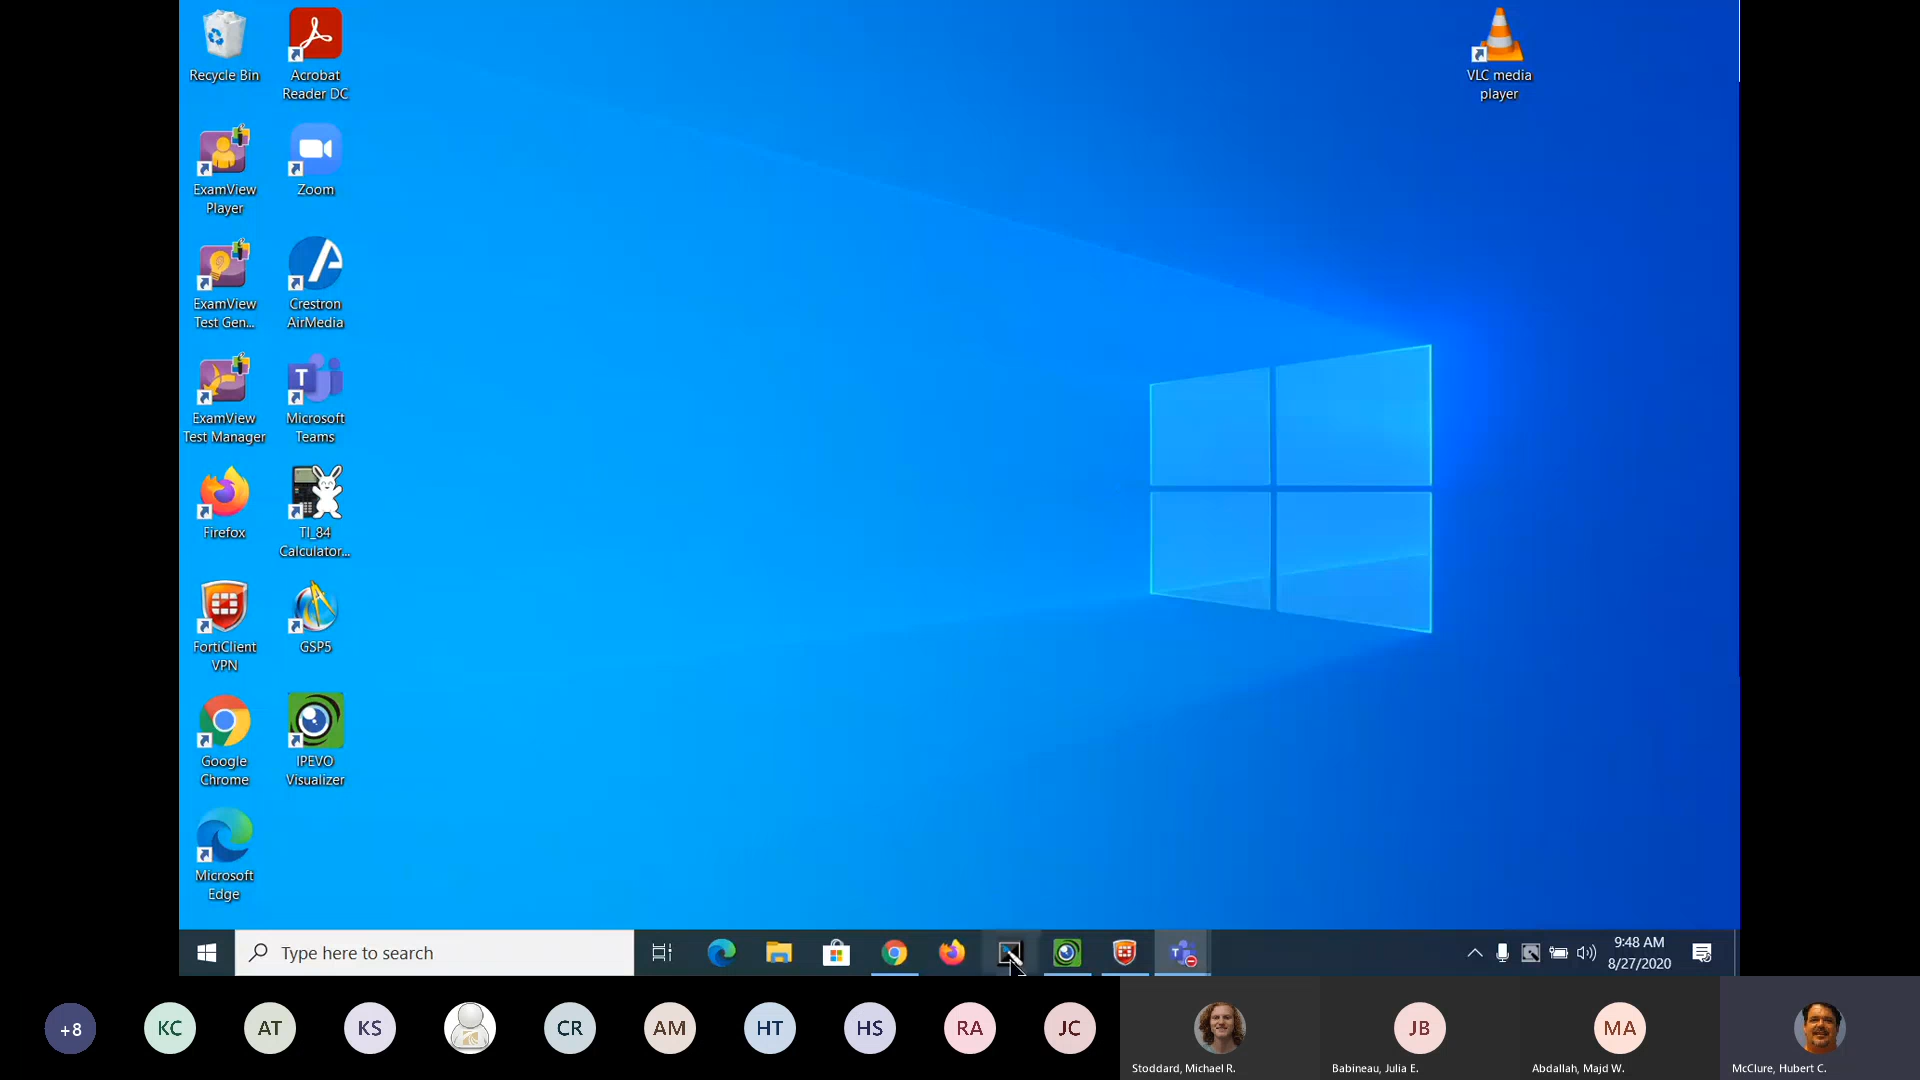 Recycle Bin
Acrobat
Reader DC
VLC media
player
ExamView
Player
Zoom
ExamView
Test Gen...
Crestron
AirMedia
ExamView
Test Manager
T
Microsoft
Teams
Firefox
TI_84
Calculator...
FortiClient
VPN
GSP5
Google
Chrome
IPEVO
Visualizer
Microsoft
Edge
Type here to search
9:48 AM
8/27/2020
+8
KC
AT
KS
CR
AM
HT
HS
RA
JC
JB
MA
Stoddard, Michael R.
Babineau, Julia E.
Abdallah, Majd W.
McClure, Hubert C.